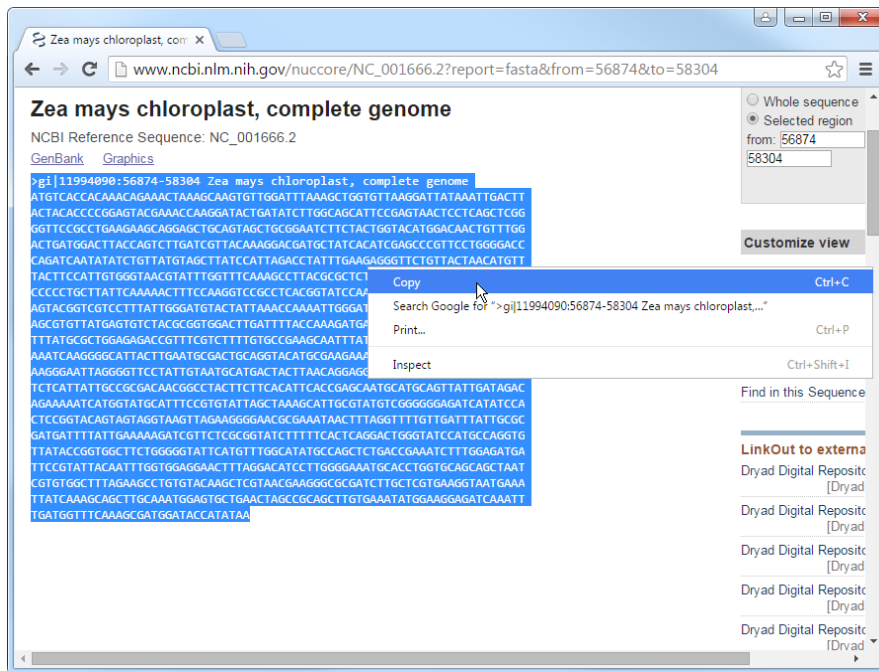 Zea mays chloroplast, com
www.ncbi.nlm.nih.gov/nuccore/NC_001666.2?report=fasta&from=56874&to=58304
Zea mays chloroplast, complete genome
NCBI Reference Sequence: NC_001666.2
GenBank Graphics
>gi|11994090:56874-58304 Zea mays chloroplast, complete genome
ATGTCACCACAAACAGAAACTAAAGCAAGTGTTGGATTTAAAGCTGGTGTTAAGGATTATAAATTGACTT
ACTACACCCCGGAGTACGAAACCAAGGATACTGATATCTTGGCAGCATTCCGAGTAACTCCTCAGCTCGG
GGTTCCGCCTGAAGAAGCAGGAGCTGCAGTAGCTGCGGAATCTTCTACTGGTACATGGACAACTGTTTGG
ACTGATGGACTTACCAGTCTTGATCGTTACAAAGGACGATGCTATCACATCGAGCCCGTTCCTGGGGACC
CAGATCAATATATCTGTTATGTAGCTTATCCATTAGACCTATTTGAAGAGGGTTCTGTTACTAACATGTT
TACTTCCATTGTGGGTAACGTATTTGGTTTCAAAGCCTTACGCGCTCT
CCCCCTGCTTATTCAAAAACTTTCCAAGGTCCGCCTCACGGTATCCAA
AGTACGGTCGTCCTTTATTGGGATGTACTATTAAACCAAAATTGGGAT
AGCGTGTTATGAGTGTCTACGCGGTGGACTTGATTTTACCAAAGATGA
TTTATGCGCTGGAGAGACCGTTTCGTCTTTTGTGCCGAAGCAATTTAT
AAATCAAGGGGCATTACTTGAATGCGACTGCAGGTACATGCGAAGAAA
AAGGGAATTAGGGGTTCCTATTGTAATGCATGACTACTTAACAGGAGG
TCTCATTATTGCCGCGACAACGGCCTACTTCTTCACATTCACCGAGCAATGCATGCAGTTATTGATAGAC
AGAAAAATCATGGTATGCATTTCCGTGTATTAGCTAAAGCATTGCGTATGTCGGGGGGAGATCATATCCA
CTCCGGTACAGTAGTAGGTAAGTTAGAAGGGGAACGCGAAATAACTTTAGGTTTTGTTGATTTATTGCGC
GATGATTTTATTGAAAAAGATCGTTCTCGCGGTATCTTTTTCACTCAGGACTGGGTATCCATGCCAGGTG
TTATACCGGTGGCTTCTGGGGGTATTCATGTTTGGCATATGCCAGCTCTGACCGAAATCTTTGGAGATGA
TTCCGTATTACAATTTGGTGGAGGAACTTTAGGACATCCTTGGGGAAATGCACCTGGTGCAGCAGCTAAT
CGTGTGGCTTTAGAAGCCTGTGTACAAGCTCGTAACGAAGGGCGCGATCTTGCTCGTGAAGGTAATGAAA
TTATCAAAGCAGCTTGCAAATGGAGTGCTGAACTAGCCGCAGCTTGTGAAATATGGAAGGAGATCAAATT
TGATGGTTTCAAAGCGATGGATACCATATAA
Copy Ctrl+C
Search Google for “>gi|11994090:56874-58304 Zea mays chloroplast,...”
Print... Ctrl+P
Inspect Ctrl+Shift+I
Whole sequence
Selected region
from: 56874
58304
Customize view
Find in this Sequence
LinkOut to externa
Dryad Digital Reposito
[Dryad
Dryad Digital Reposito
[Dryad
Dryad Digital Reposito
[Dryad
Dryad Digital Reposito
[Dryad
Dryad Digital Reposito
[Dryad